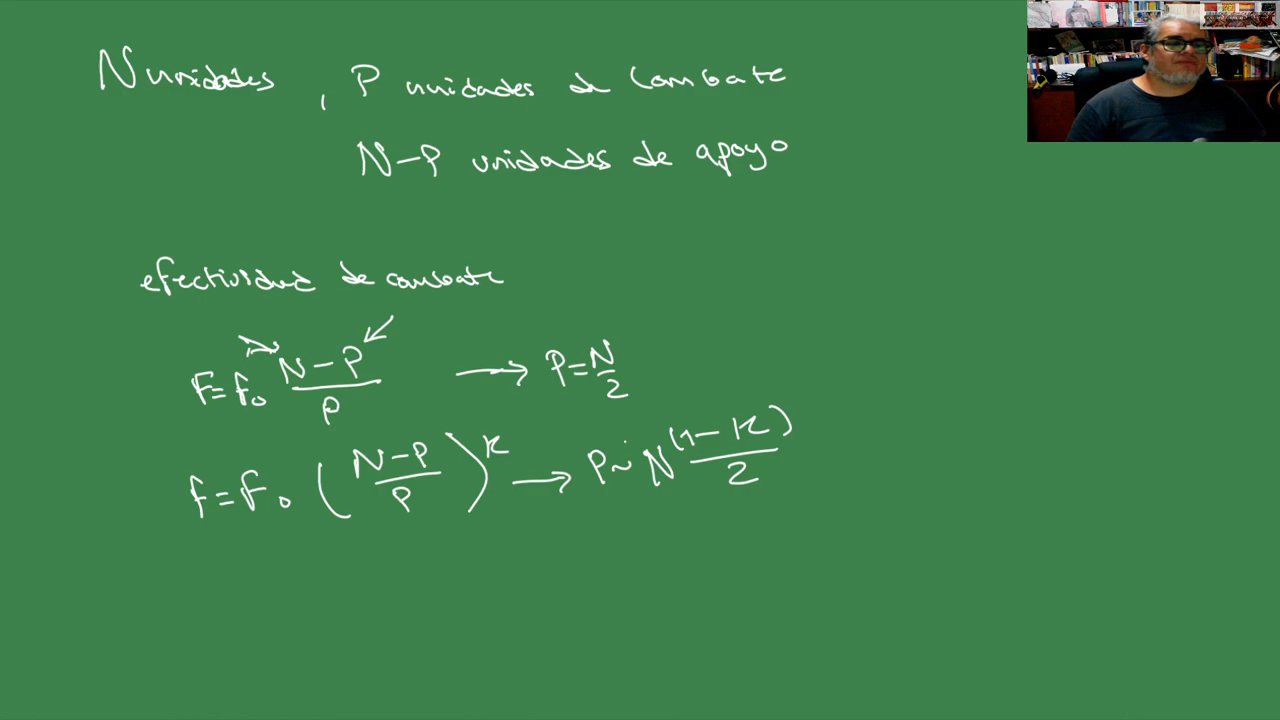 N unidades, P unidades de combate
N-P unidades de apoyo
efectividad de combate
F = f₀ (N-P)/P → P = N/2
f = F₀ ((N-P)/P)^K → P ~ N (1-K)/2